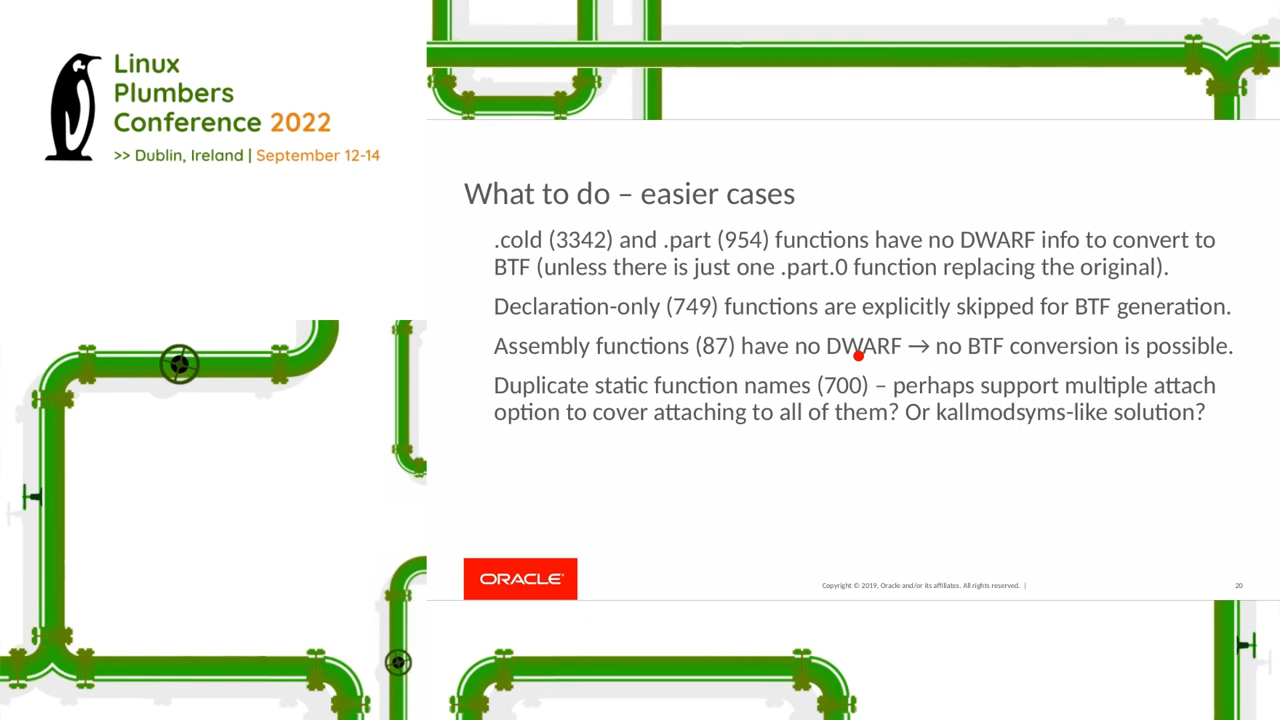 Linux
Plumbers
Conference 2022
>> Dublin, Ireland | September 12-14
What to do – easier cases
.cold (3342) and .part (954) functions have no DWARF info to convert to
BTF (unless there is just one .part.0 function replacing the original).
Declaration-only (749) functions are explicitly skipped for BTF generation.
Assembly functions (87) have no DWARF → no BTF conversion is possible.
Duplicate static function names (700) – perhaps support multiple attach
option to cover attaching to all of them? Or kallmodsyms-like solution?
ORACLE®
Copyright © 2019, Oracle and/or its affiliates. All rights reserved. |
20